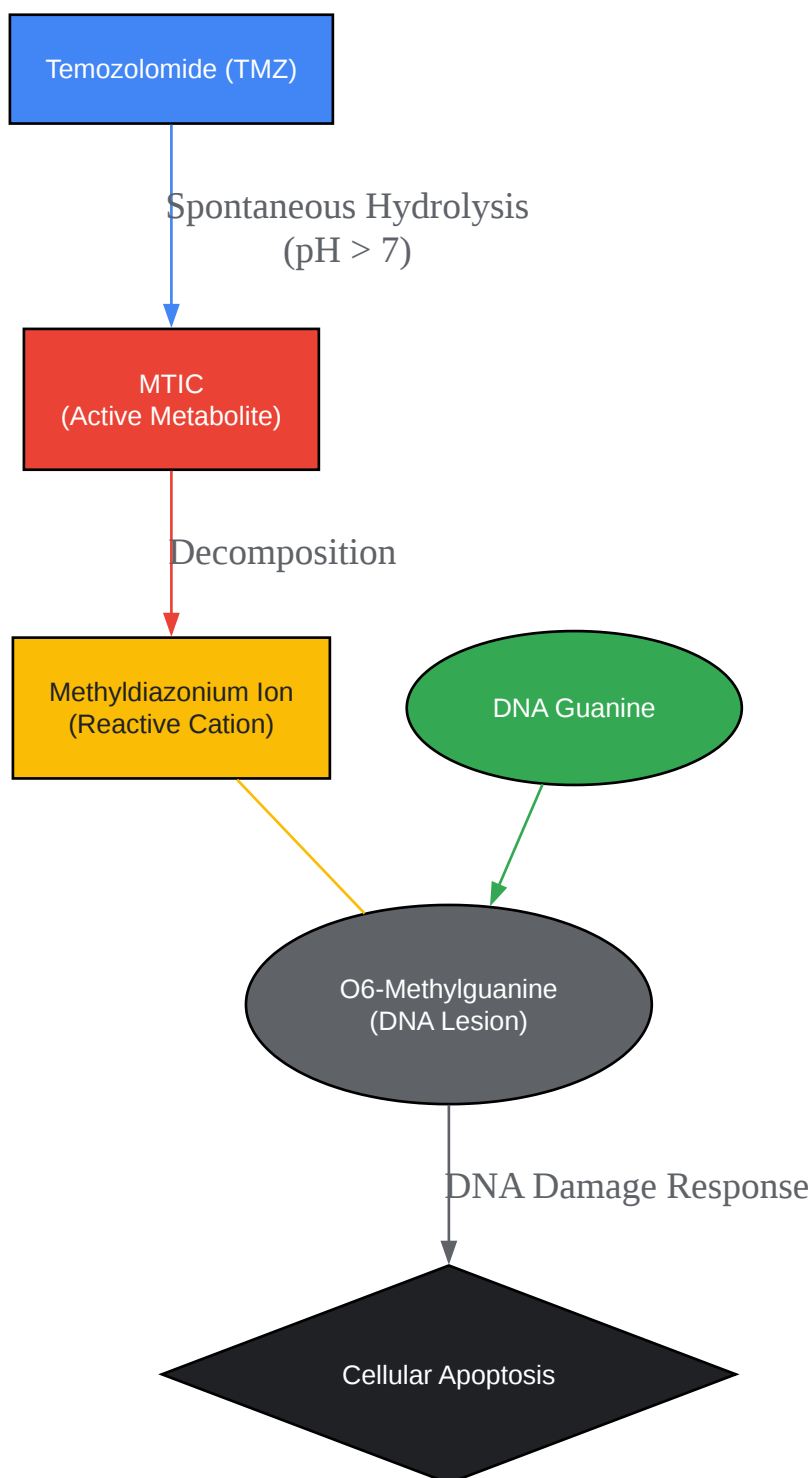 Temozolomide (TMZ)
Spontaneous Hydrolysis
(pH > 7)
MTIC
(Active Metabolite)
Decomposition
Methyldiazonium Ion
(Reactive Cation)
DNA Guanine
O6-Methylguanine
(DNA Lesion)
DNA Damage Response
Cellular Apoptosis